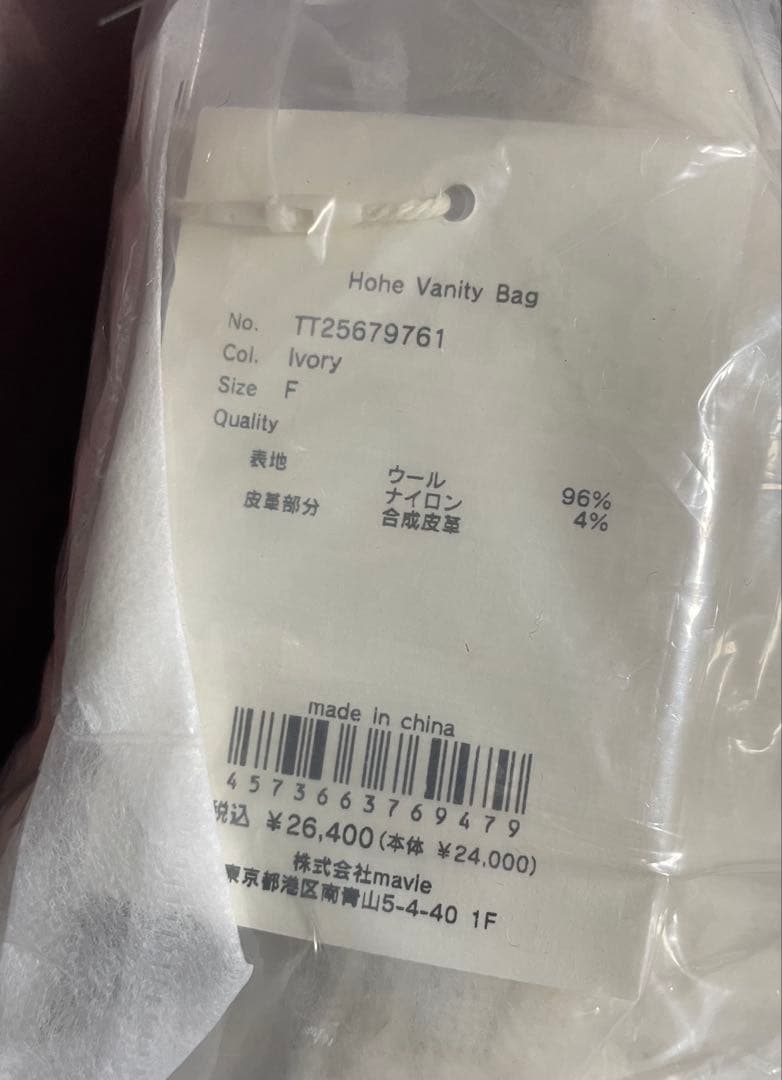 Hohe Vanity Bag
No. TT25679761
Col. Ivory
Size F
Quality
表地 ウール 96%
ナイロン 4%
皮革部分 合成皮革
made in china
4573663769479
税込 ¥26,400(本体 ¥24,000)
株式会社mavie
東京都港区南青山5-4-40 1F